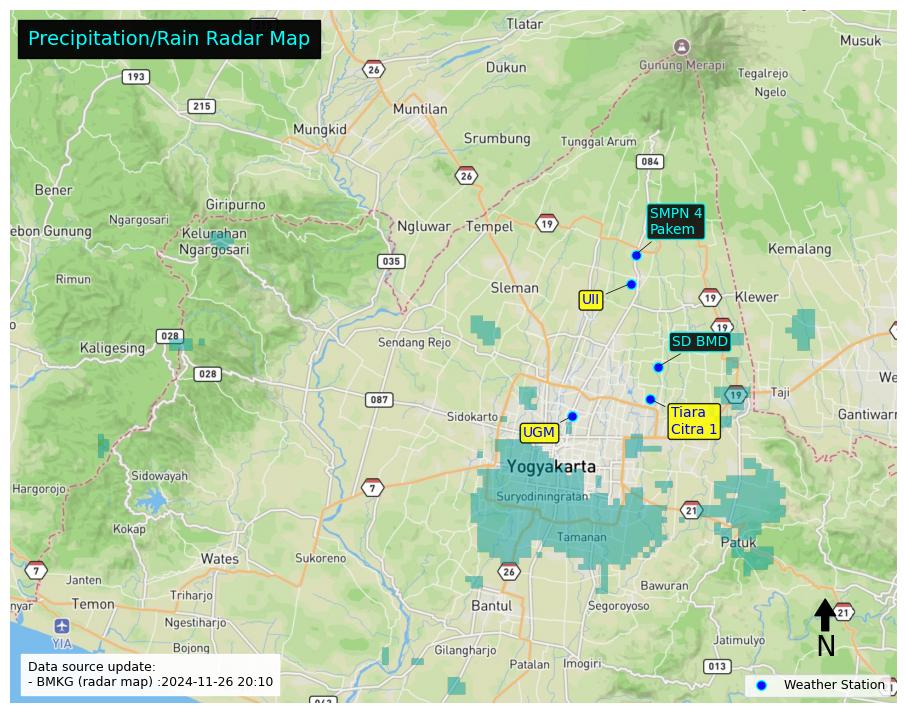 Precipitation/Rain Radar Map
Tlatar
Musuk
26
193
Dukun
Gunung Merapi
Tegalrejo
Ngelo
215
Muntilan
Mungkid
Srumbung
Tunggal Arum
084
26
Bener
Giripurno
Ngargosari
ebon Gunung
Kelurahan
Ngargosari
Ngluwar
Tempel
19
SMPN 4
Pakem
Kemalang
035
Rimun
Sleman
UII
19
Klewer
19
028
Kaligesing
Sendang Rejo
SD BMD
028
087
19
Taji
We
Sidokarto
UGM
Tiara
Citra 1
Gantiwarn
Yogyakarta
Sidowayah
Hargorojo
7
Suryodiningratan
21
Kokap
Tamanan
Patuk
Wates
Sukoreno
7
26
Janten
Bawuran
Triharjo
nyar
Temon
Bantul
Segoroyoso
21
Ngestiharjo
YIA
N
Jatimulyo
Bojong
Gilangharjo
Patalan
Imogiri
013
Data source update:
- BMKG (radar map) :2024-11-26 20:10
Weather Station